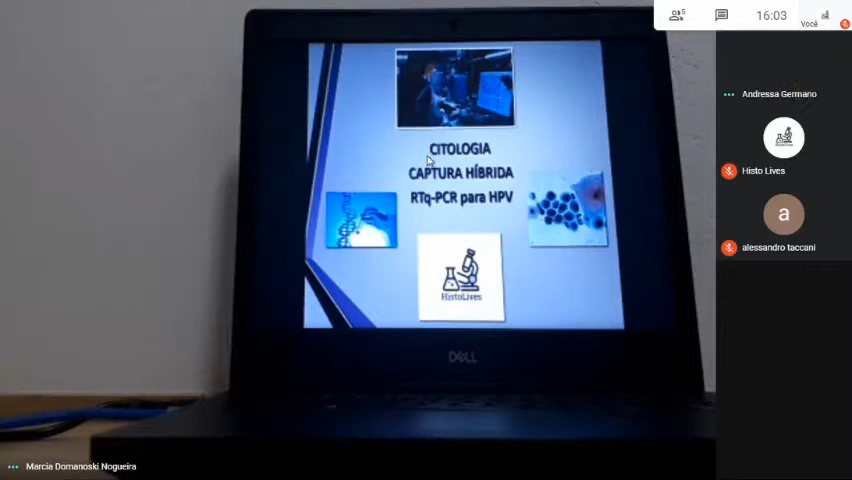 5
16:03
Você
Andressa Germano
Histo Lives
a
alessandro taccani
CITOLOGIA
CAPTURA HÍBRIDA
RTq-PCR para HPV
HistoLives
DELL
Marcia Domanoski Nogueira